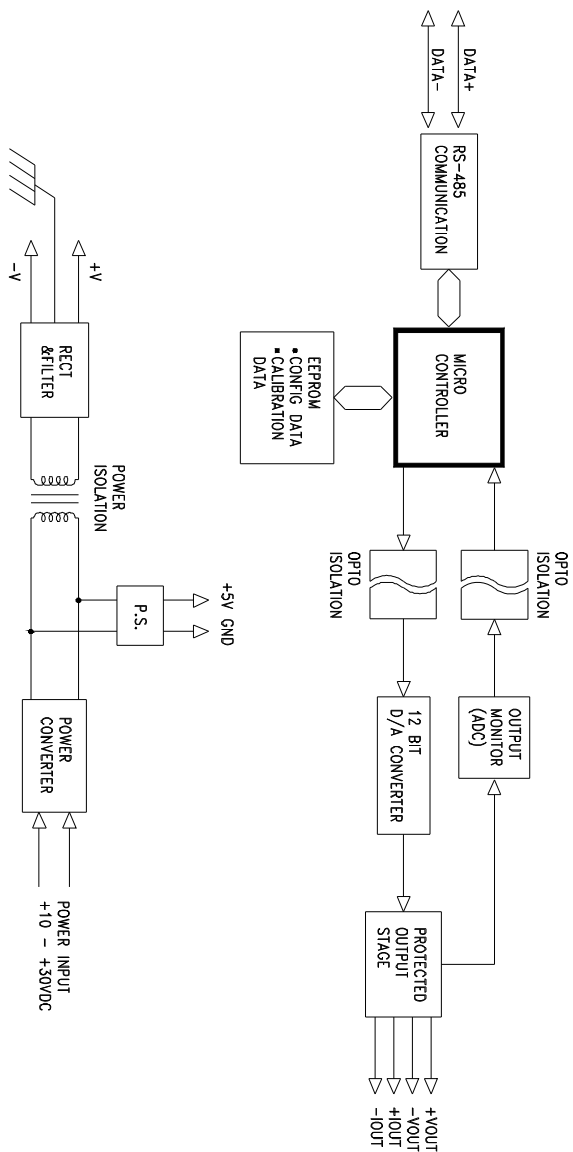 DATA+
DATA-
RS-485
COMMUNICATION
MICRO
CONTROLLER
EEPROM
• CONFIG DATA
▪ CALIBRATION
DATA
OPTO
ISOLATION
OPTO
ISOLATION
OUTPUT
MONITOR
(ADC)
12 BIT
D/A CONVERTER
PROTECTED
OUTPUT
STAGE
+VOUT
-VOUT
+IOUT
-IOUT
+V
-V
RECT
&FILTER
POWER
ISOLATION
+5V GND
P.S.
POWER
CONVERTER
POWER INPUT
+10 - +30VDC